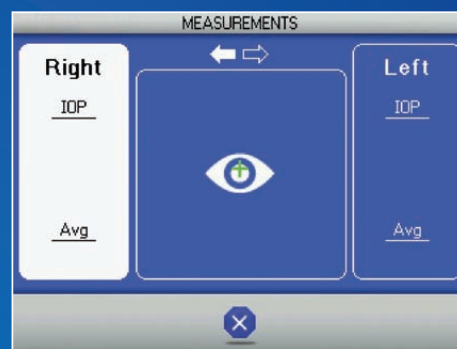 MEASUREMENTS
Right
IOP
Avg
Left
IOP
Avg